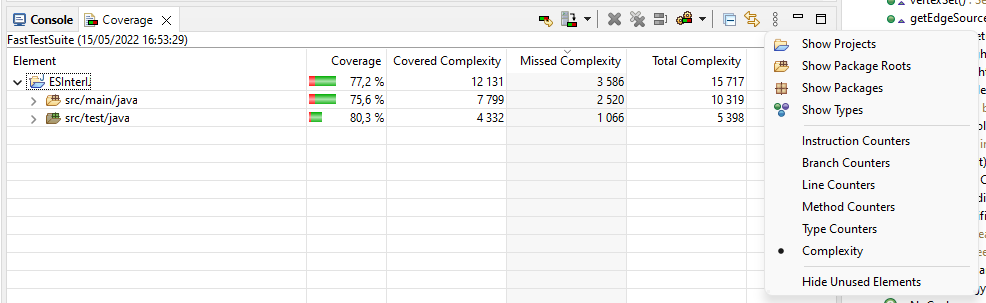 Console Coverage
FastTestSuite (15/05/2022 16:53:29)
Element Coverage Covered Complexity Missed Complexity Total Complexity
77,2 % 12 131 3 586 15 717
src/main/java 75,6 % 7 799 2 520 10 319
src/test/java 80,3 % 4 332 1 066 5 398
Show Projects
Show Package Roots
Show Packages
Show Types
Instruction Counters
Branch Counters
Line Counters
Method Counters
Type Counters
Complexity
Hide Unused Elements
getEdgeSource